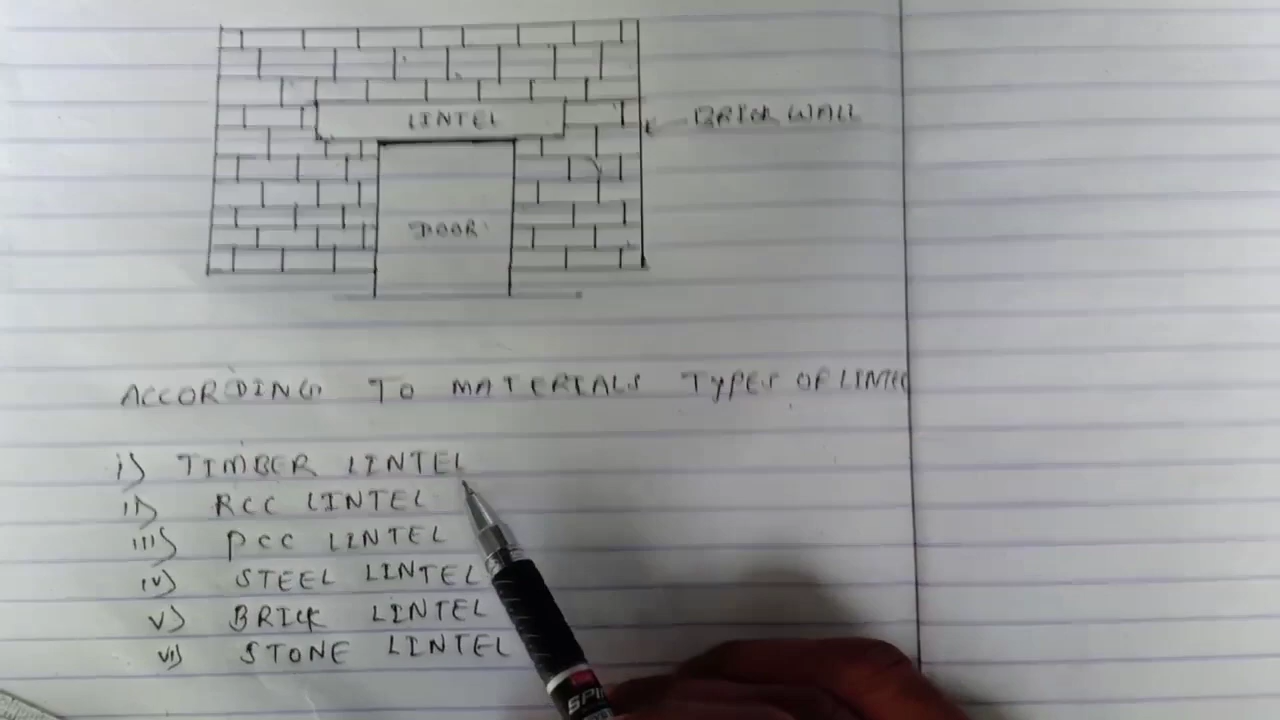 LINTEL
BRICK WALL
DOOR
ACCORDING TO MATERIALS TYPES OF LINTEL
i) TIMBER LINTEL
ii) RCC LINTEL
iii) PCC LINTEL
iv) STEEL LINTEL
v) BRICK LINTEL
vi) STONE LINTEL